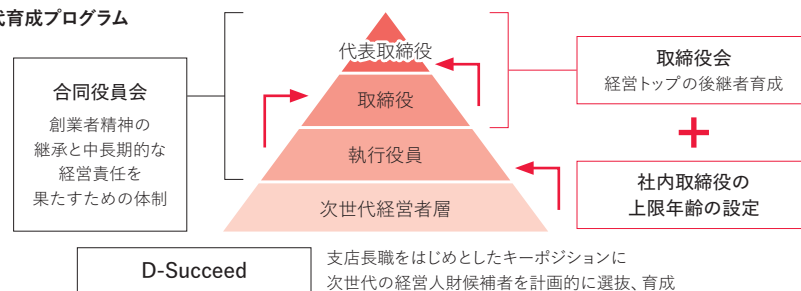 代育成プログラム
合同役員会
創業者精神の
継承と中長期的な
経営責任を
果たすための体制
代表取締役
取締役
執行役員
次世代経営者層
取締役会
経営トップの後継者育成
+
社内取締役の
上限年齢の設定
D-Succeed
支店長職をはじめとしたキーポジションに
次世代の経営人財候補者を計画的に選抜、育成